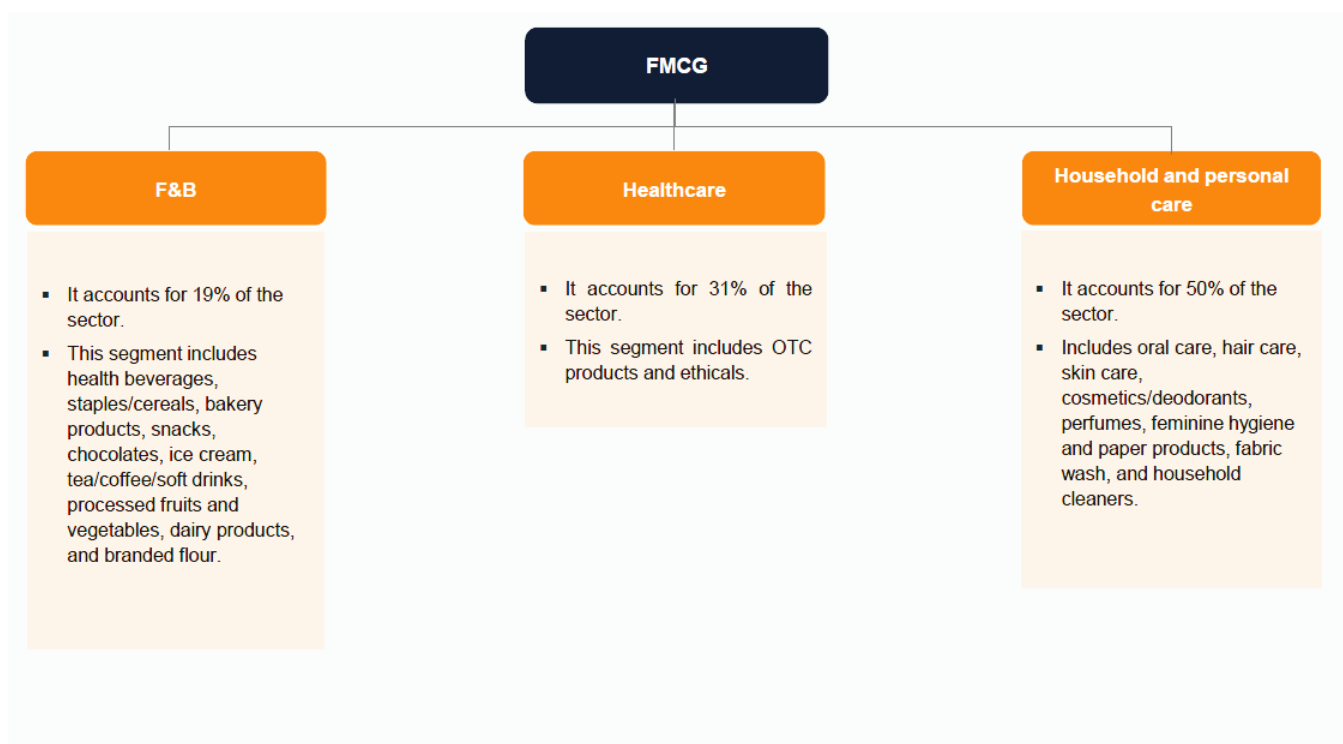 FMCG
F&B
▪ It accounts for 19% of the
sector.
▪ This segment includes
health beverages,
staples/cereals, bakery
products, snacks,
chocolates, ice cream,
tea/coffee/soft drinks,
processed fruits and
vegetables, dairy products,
and branded flour.
Healthcare
▪ It accounts for 31% of the
sector.
▪ This segment includes OTC
products and ethicals.
Household and personal
care
▪ It accounts for 50% of the
sector.
▪ Includes oral care, hair care,
skin care,
cosmetics/deodorants,
perfumes, feminine hygiene
and paper products, fabric
wash, and household
cleaners.